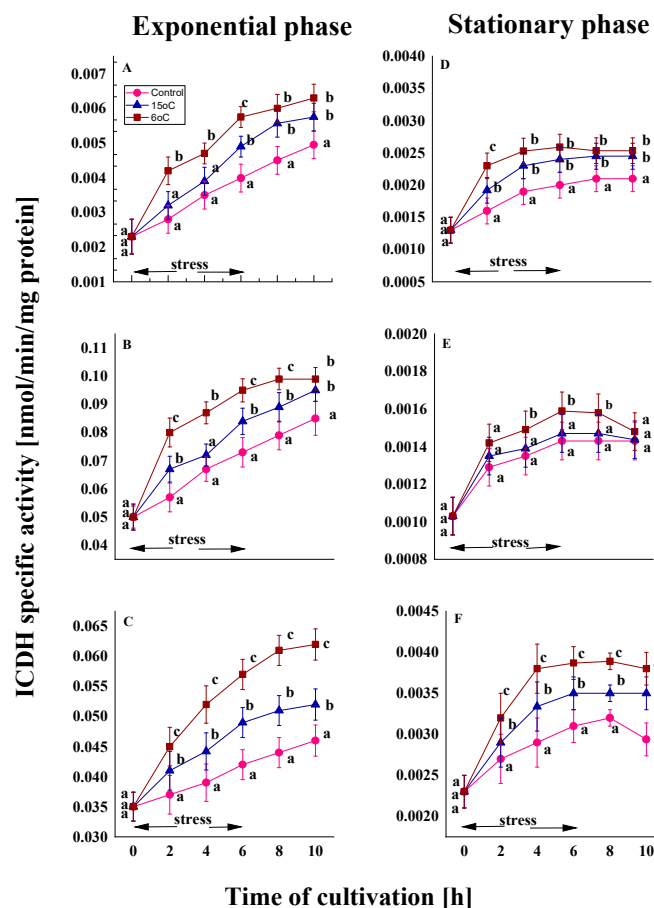 Exponential phase
Stationary phase
ICDH specific activity [nmol/min/mg protein]
A
Control
15oC
6oC
0.007
0.006
0.005
0.004
0.003
0.002
0.001
a
a
a
b
a
a
b
a
a
c
b
a
b
b
a
b
b
a
stress
D
0.0040
0.0035
0.0030
0.0025
0.0020
0.0015
0.0010
0.0005
a
a
a
c
b
a
b
b
a
b
b
a
b
b
a
b
b
a
stress
B
0.11
0.10
0.09
0.08
0.07
0.06
0.05
0.04
a
a
a
c
b
a
b
a
a
c
b
a
c
b
a
b
b
a
stress
E
0.0020
0.0018
0.0016
0.0014
0.0012
0.0010
0.0008
a
a
a
a
a
a
a
a
a
b
a
a
b
a
a
a
a
a
stress
C
0.065
0.060
0.055
0.050
0.045
0.040
0.035
0.030
a
a
a
c
b
a
c
b
a
c
b
a
c
b
a
c
b
a
stress
0 2 4 6 8 10
F
0.0045
0.0040
0.0035
0.0030
0.0025
0.0020
a
a
a
c
b
a
c
b
a
c
b
a
c
b
a
c
b
a
stress
0 2 4 6 8 10
Time of cultivation [h]